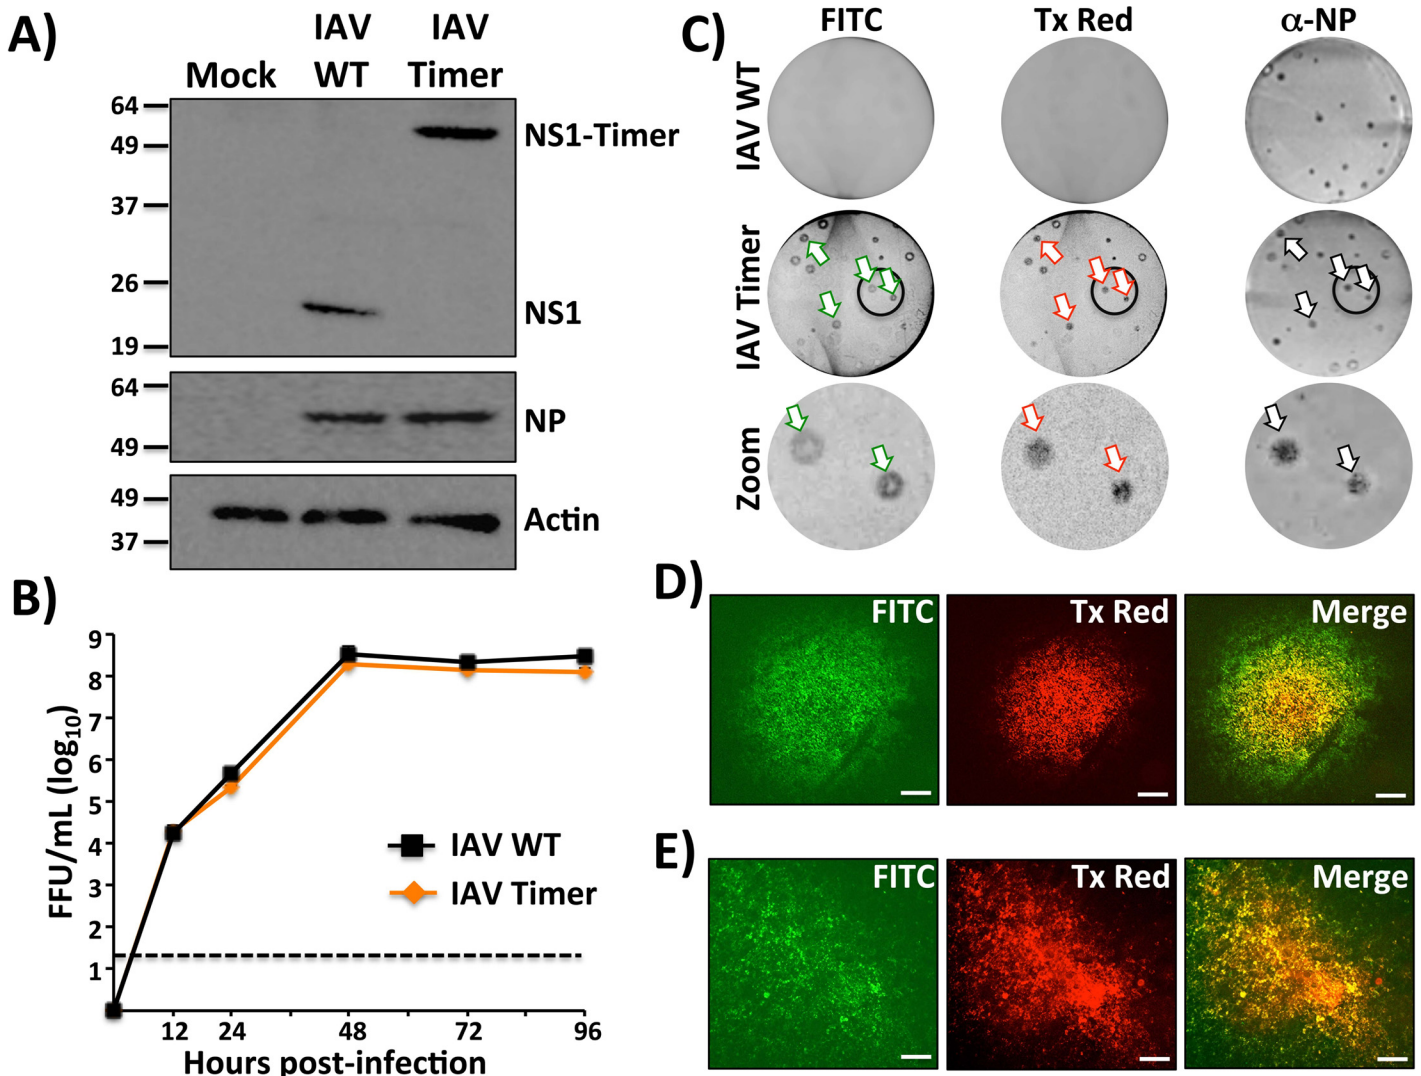 A)
Mock
IAV WT
IAV Timer
64
49
37
26
19
NS1-Timer
NS1
64
49
NP
49
37
Actin
B)
FFU/mL (log10)
9
8
7
6
5
4
3
2
1
12 24 48 72 96
Hours post-infection
IAV WT
IAV Timer
C)
FITC Tx Red α-NP
IAV WT
IAV Timer
Zoom
D)
FITC Tx Red Merge
E)
FITC Tx Red Merge